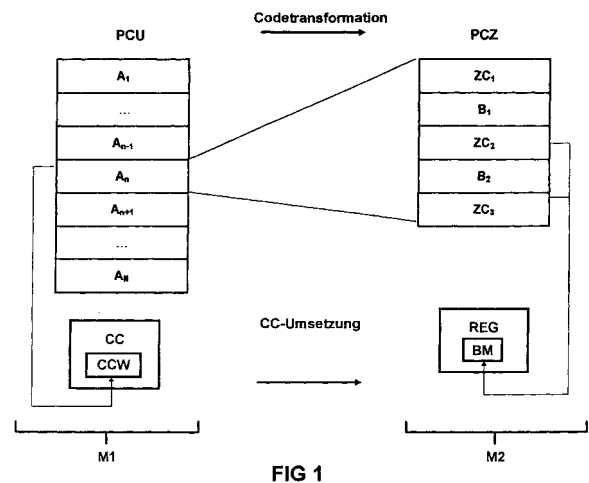 Codetransformation
PCU
PCZ
A₁
...
Aₙ₋₁
Aₙ
Aₙ₊₁
...
A_N
ZC₁
B₁
ZC₂
B₂
ZC₃
CC
CCW
CC-Umsetzung
REG
BM
M1
M2
FIG 1